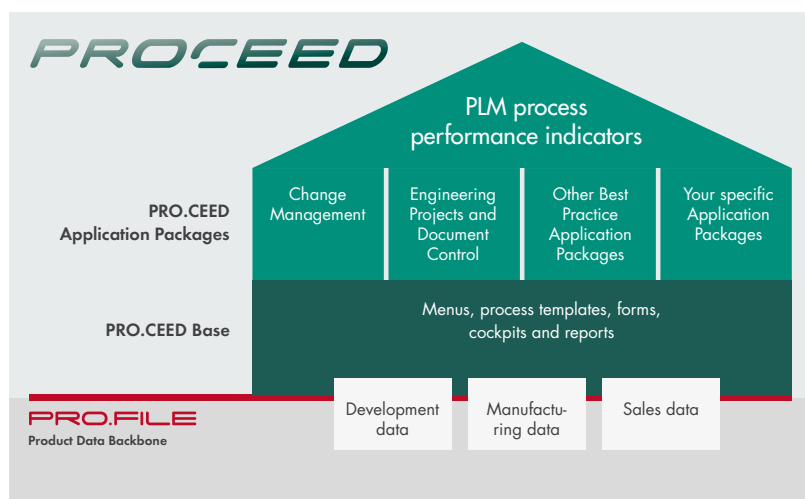 PROCEED
PLM process
performance indicators
PRO.CEED
Application Packages
Change
Management
Engineering
Projects and
Document
Control
Other Best
Practice
Application
Packages
Your specific
Application
Packages
PRO.CEED Base
Menus, process templates, forms,
cockpits and reports
PRO.FILE
Product Data Backbone
Development
data
Manufactu-
ring data
Sales data